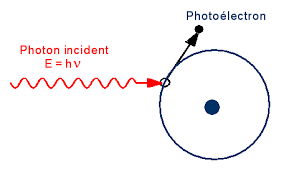 Photoélectron
Photon incident
E = hν